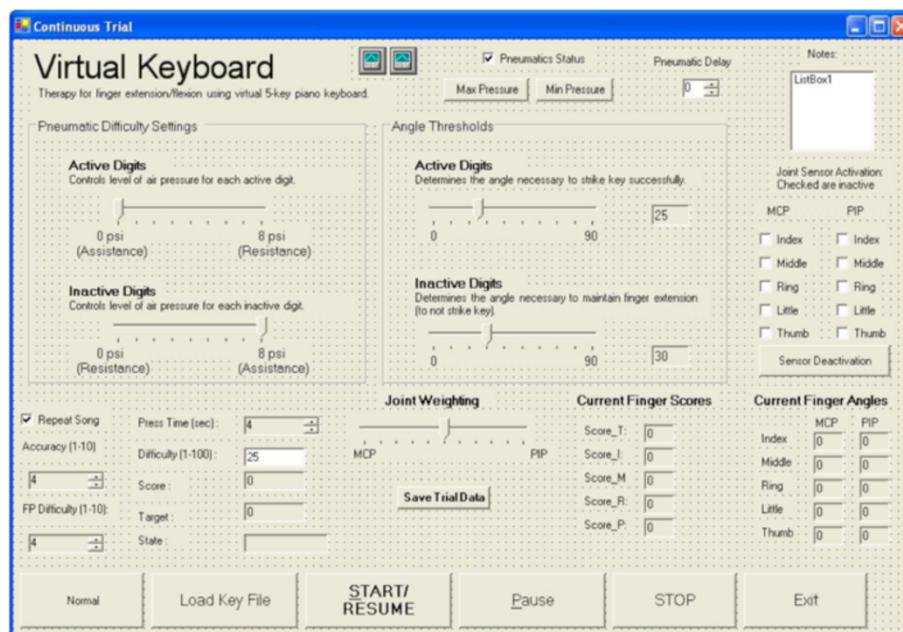 Continuous Trial
Virtual Keyboard
Therapy for finger extension/flexion using virtual 5-key piano keyboard.
Pneumatics Status
Max Pressure
Min Pressure
Pneumatic Delay
0
Notes:
ListBox1
Pneumatic Difficulty Settings
Active Digits
Controls level of air pressure for each active digit.
0 psi
(Assistance)
8 psi
(Resistance)
Inactive Digits
Controls level of air pressure for each inactive digit.
0 psi
(Resistance)
8 psi
(Assistance)
Angle Thresholds
Active Digits
Determines the angle necessary to strike key successfully.
25
0
90
Inactive Digits
Determines the angle necessary to maintain finger extension
(to not strike key).
30
0
90
Joint Sensor Activation:
Checked are inactive
MCP PIP
Index Index
Middle Middle
Ring Ring
Little Little
Thumb Thumb
Sensor Deactivation
Repeat Song
Accuracy (1-10)
4
FP Difficulty (1-10):
4
Press Time (sec) : 4
Difficulty (1-100) : 25
Score : 0
Target : 0
State :
Joint Weighting
MCP PIP
Save Trial Data
Current Finger Scores
Score_T: 0
Score_I: 0
Score_M 0
Score_R: 0
Score_P: 0
Current Finger Angles
MCP PIP
Index 0 0
Middle 0 0
Ring 0 0
Little 0 0
Thumb 0 0
Normal
Load Key File
START/
RESUME
Pause
STOP
Exit